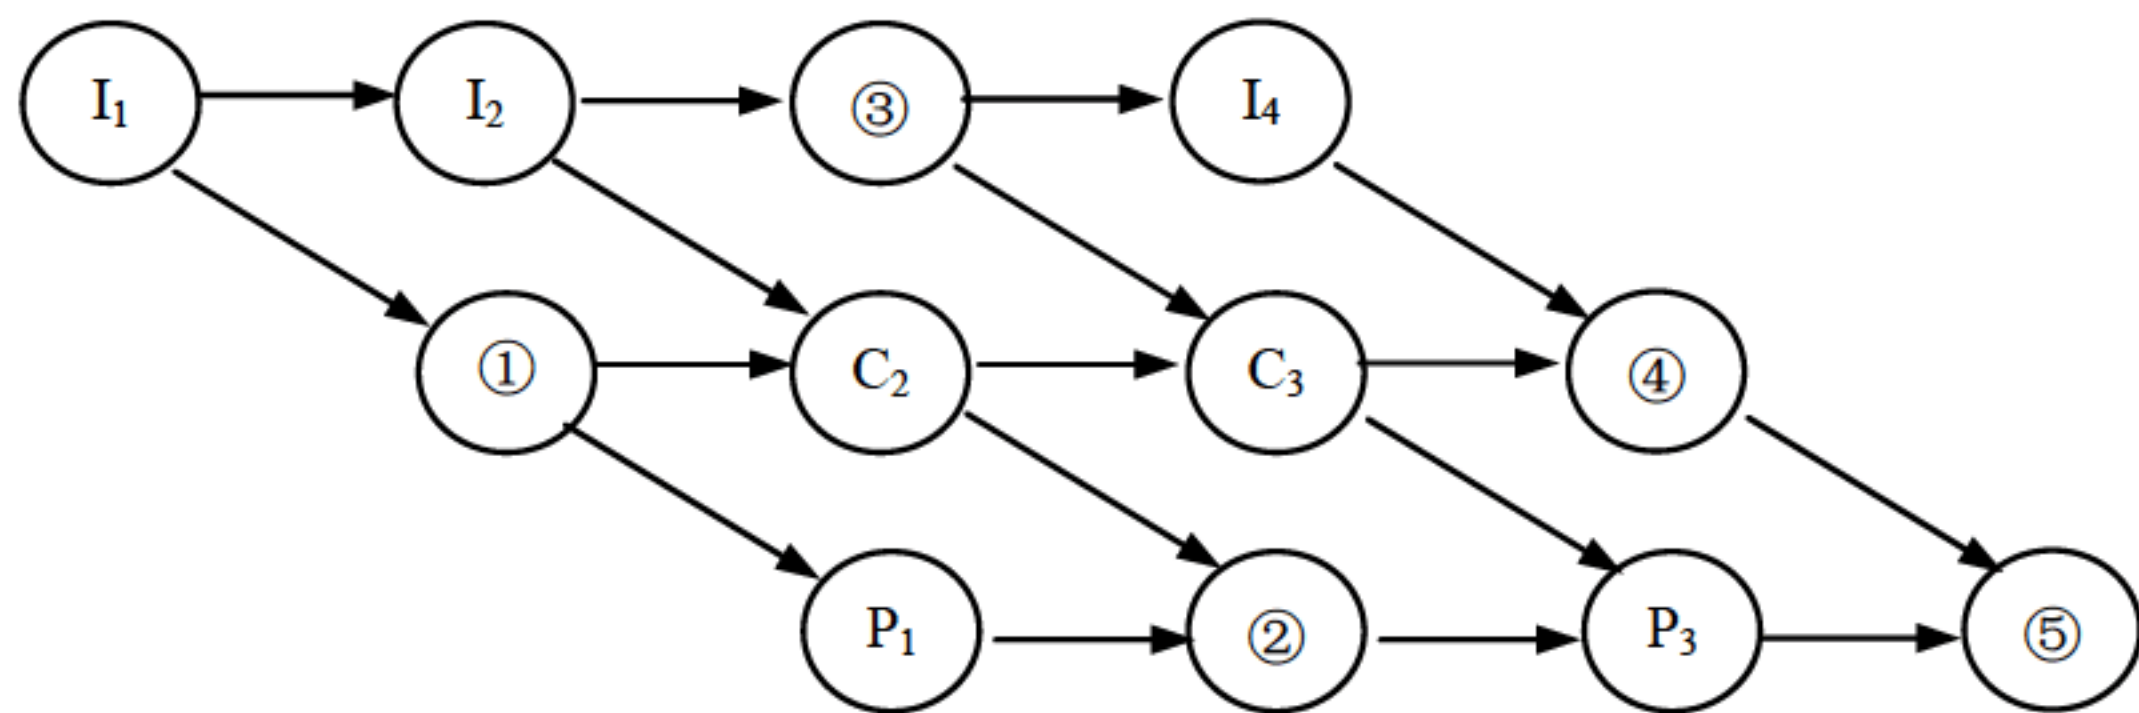 I₁ I₂ ③ I₄
① C₂ C₃ ④
P₁ ② P₃ ⑤